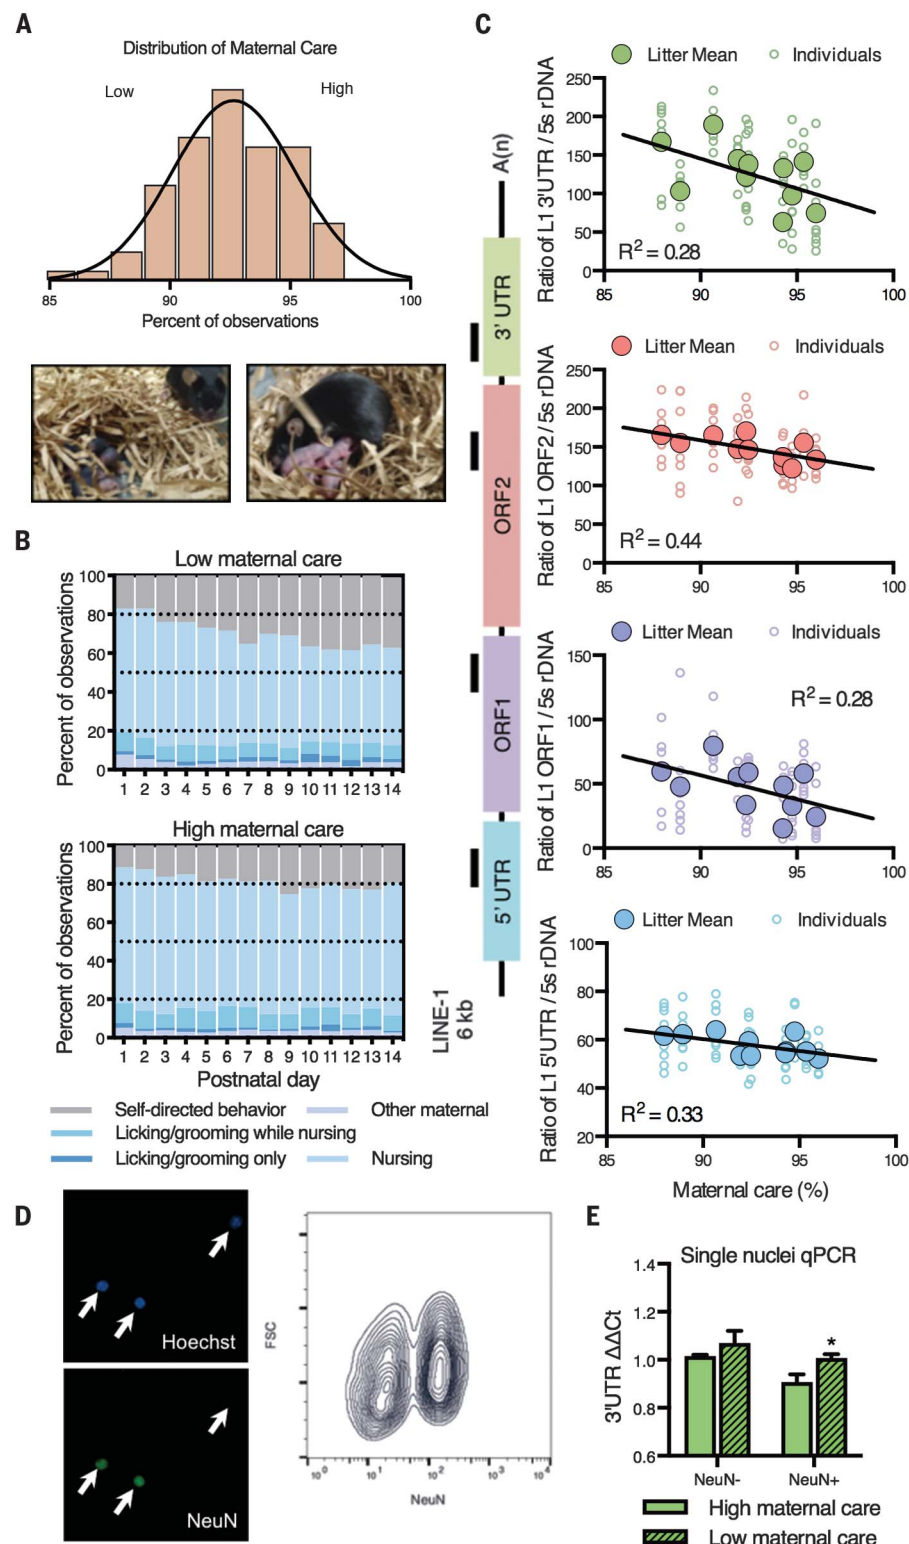 A
Distribution of Maternal Care
Low
High
85
90
95
100
Percent of observations
B
Low maternal care
Percent of observations
100
80
60
40
20
0
1 2 3 4 5 6 7 8 9 10 11 12 13 14
High maternal care
Percent of observations
100
80
60
40
20
0
1 2 3 4 5 6 7 8 9 10 11 12 13 14
Postnatal day
Self-directed behavior
Other maternal
Licking/grooming while nursing
Licking/grooming only
Nursing
C
A(n)
3' UTR
ORF2
ORF1
5' UTR
LINE-1
6 kb
Litter Mean
Individuals
Ratio of L1 3'UTR / 5s rDNA
250
200
150
100
50
0
R² = 0.28
85 90 95 100
Litter Mean
Individuals
Ratio of L1 ORF2 / 5s rDNA
250
200
150
100
50
0
R² = 0.44
85 90 95 100
Litter Mean
Individuals
Ratio of L1 ORF1 / 5s rDNA
150
100
50
0
R² = 0.28
85 90 95 100
Litter Mean
Individuals
Ratio of L1 5'UTR / 5s rDNA
100
80
60
40
20
R² = 0.33
85 90 95 100
Maternal care (%)
D
Hoechst
NeuN
FSC
10⁰ 10¹ 10² 10³ 10⁴
NeuN
E
Single nuclei qPCR
3'UTR ΔΔCt
1.4
1.2
1.0
0.8
0.6
*
NeuN-
NeuN+
High maternal care
Low maternal care